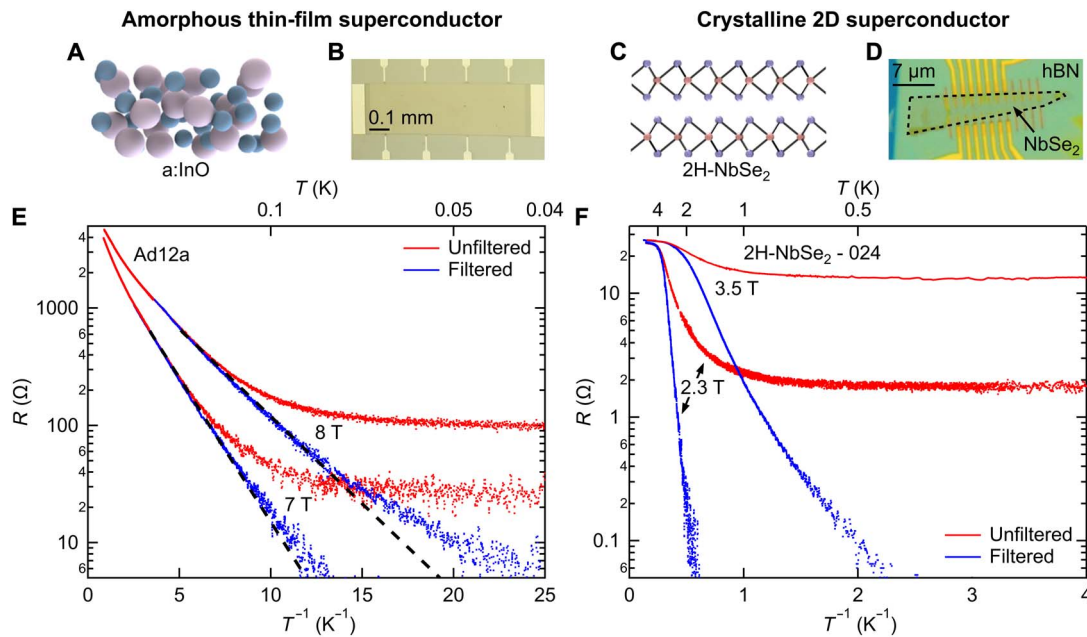 Amorphous thin-film superconductor
Crystalline 2D superconductor
A
B
C
D
0.1 mm
7 µm
hBN
NbSe₂
a:InO
2H-NbSe₂
E
T (K)
0.1
0.05
0.04
Ad12a
Unfiltered
Filtered
8 T
7 T
4
2
1000
6
4
2
100
6
4
2
10
6
R (Ω)
0
5
10
15
20
25
T⁻¹ (K⁻¹)
F
T (K)
4
2
1
0.5
2H-NbSe₂ - 024
3.5 T
2.3 T
Unfiltered
Filtered
2
10
6
4
2
1
6
4
2
0.1
6
R (Ω)
0
1
2
3
4
T⁻¹ (K⁻¹)